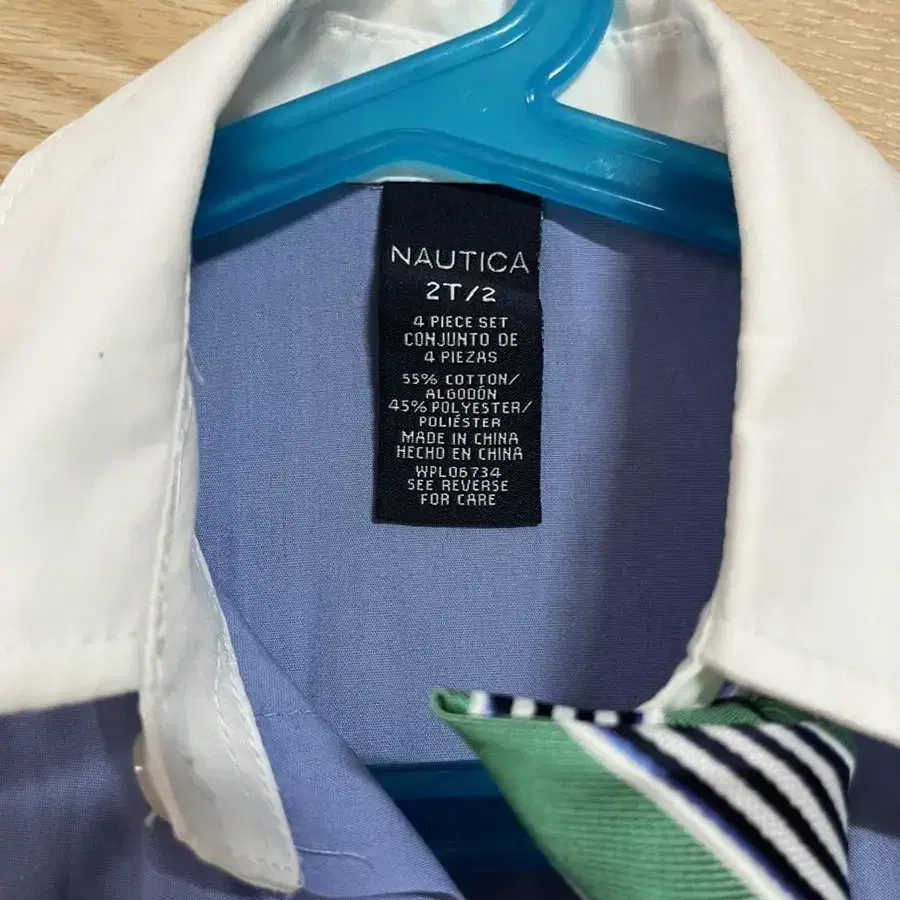 NAUTICA
2T/2
4 PIECE SET
CONJUNTO DE
4 PIEZAS
55% COTTON/
ALGODÓN
45% POLYESTER/
POLIÉSTER
MADE IN CHINA
HECHO EN CHINA
WPL06734
SEE REVERSE
FOR CARE